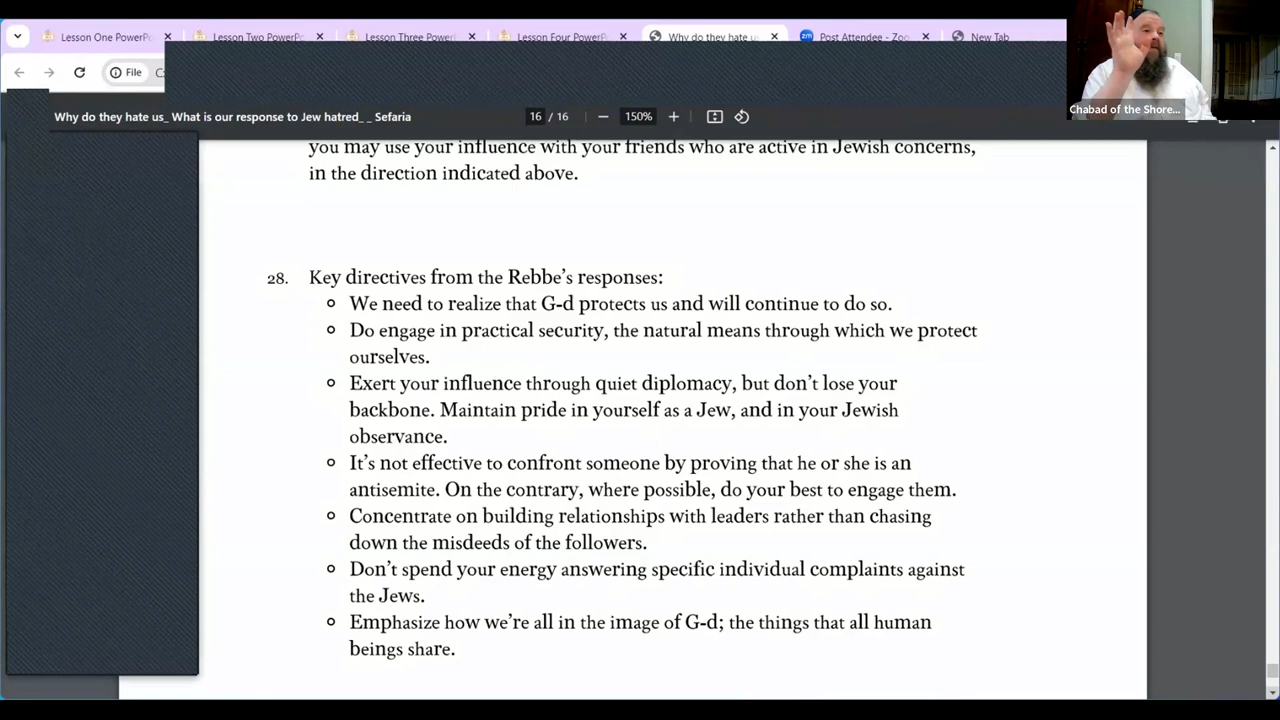 Lesson One PowerPo
Lesson Two PowerPo
Lesson Three PowerP
Lesson Four PowerPo
Why do they hate us
zm
Post Attendee - Zoo
New Tab
File
Chabad of the Shore...
Why do they hate us_ What is our response to Jew hatred_ _ Sefaria
16 / 16
150%
you may use your influence with your friends who are active in Jewish concerns,
in the direction indicated above.
28. Key directives from the Rebbe's responses:
We need to realize that G-d protects us and will continue to do so.
Do engage in practical security, the natural means through which we protect
ourselves.
Exert your influence through quiet diplomacy, but don't lose your
backbone. Maintain pride in yourself as a Jew, and in your Jewish
observance.
It's not effective to confront someone by proving that he or she is an
antisemite. On the contrary, where possible, do your best to engage them.
Concentrate on building relationships with leaders rather than chasing
down the misdeeds of the followers.
Don't spend your energy answering specific individual complaints against
the Jews.
Emphasize how we're all in the image of G-d; the things that all human
beings share.